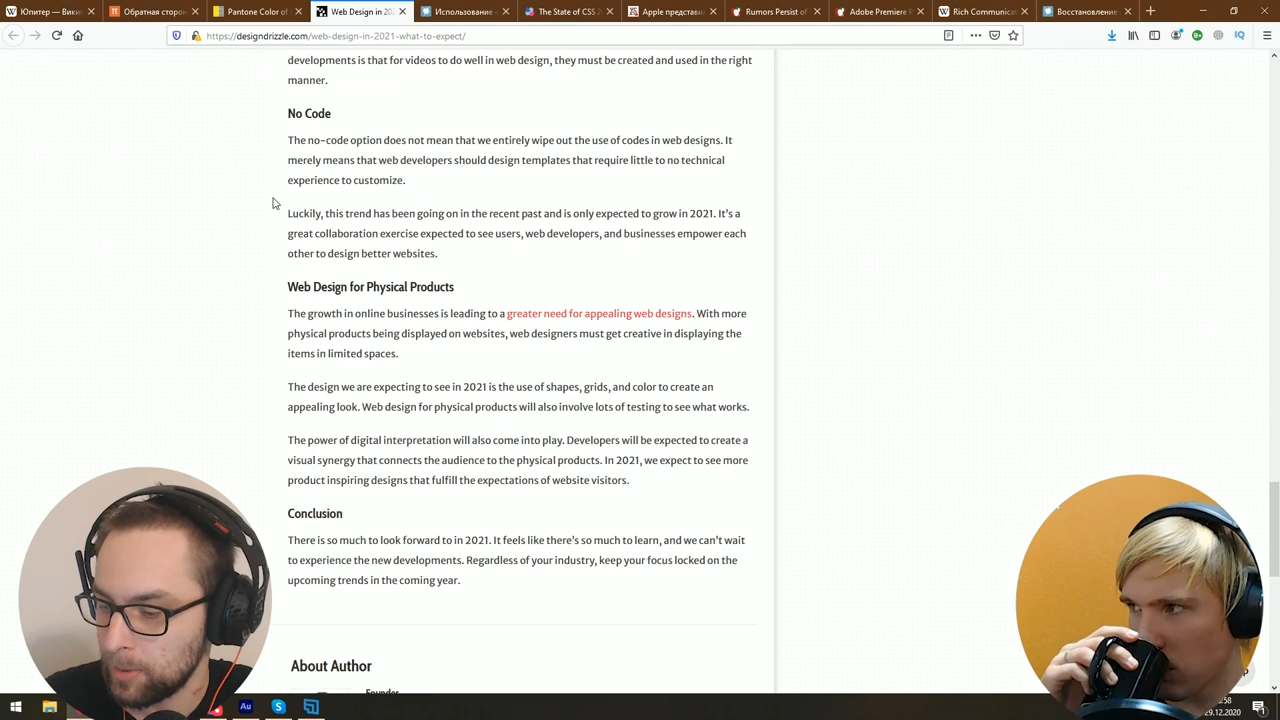 Юпитер — Вики
Обратная сторон
Pantone Color of
Web Design in 202
Использование -
The State of CSS 2
Apple представи
Rumors Persist of
Adobe Premiere
Rich Communicat
Восстановление
https://designdrizzle.com/web-design-in-2021-what-to-expect/
developments is that for videos to do well in web design, they must be created and used in the right
manner.
No Code
The no-code option does not mean that we entirely wipe out the use of codes in web designs. It
merely means that web developers should design templates that require little to no technical
experience to customize.
Luckily, this trend has been going on in the recent past and is only expected to grow in 2021. It's a
great collaboration exercise expected to see users, web developers, and businesses empower each
other to design better websites.
Web Design for Physical Products
The growth in online businesses is leading to a greater need for appealing web designs. With more
physical products being displayed on websites, web designers must get creative in displaying the
items in limited spaces.
The design we are expecting to see in 2021 is the use of shapes, grids, and color to create an
appealing look. Web design for physical products will also involve lots of testing to see what works.
The power of digital interpretation will also come into play. Developers will be expected to create a
visual synergy that connects the audience to the physical products. In 2021, we expect to see more
product inspiring designs that fulfill the expectations of website visitors.
Conclusion
There is so much to look forward to in 2021. It feels like there's so much to learn, and we can't wait
to experience the new developments. Regardless of your industry, keep your focus locked on the
upcoming trends in the coming year.
About Author
Founder
Au
:58
29.12.2020